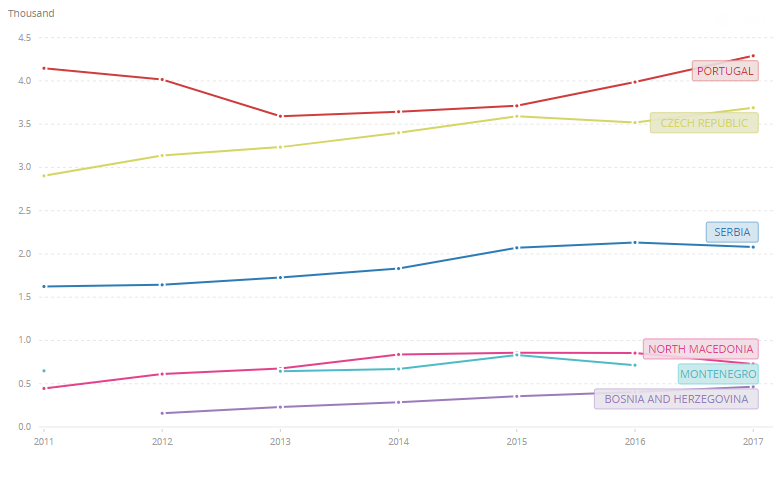 Thousand
4.5
4.0
PORTUGAL
3.5
CZECH REPUBLIC
3.0
2.5
SERBIA
2.0
1.5
1.0
NORTH MACEDONIA
MONTENEGRO
0.5
BOSNIA AND HERZEGOVINA
0.0
2011 2012 2013 2014 2015 2016 2017